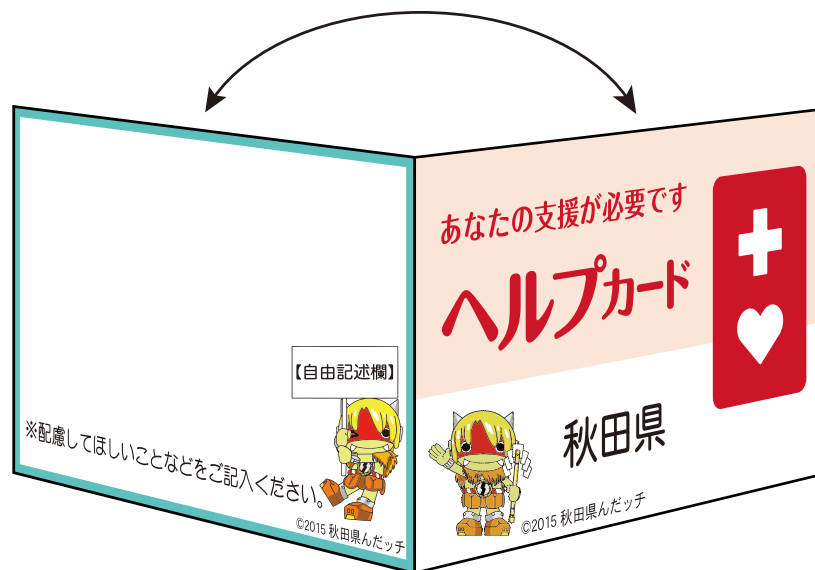 【自由記述欄】
※配慮してほしいことなどをご記入ください。
©2015 秋田県んだッチ
あなたの支援が必要です
ヘルプカード
秋田県
©2015 秋田県んだッチ